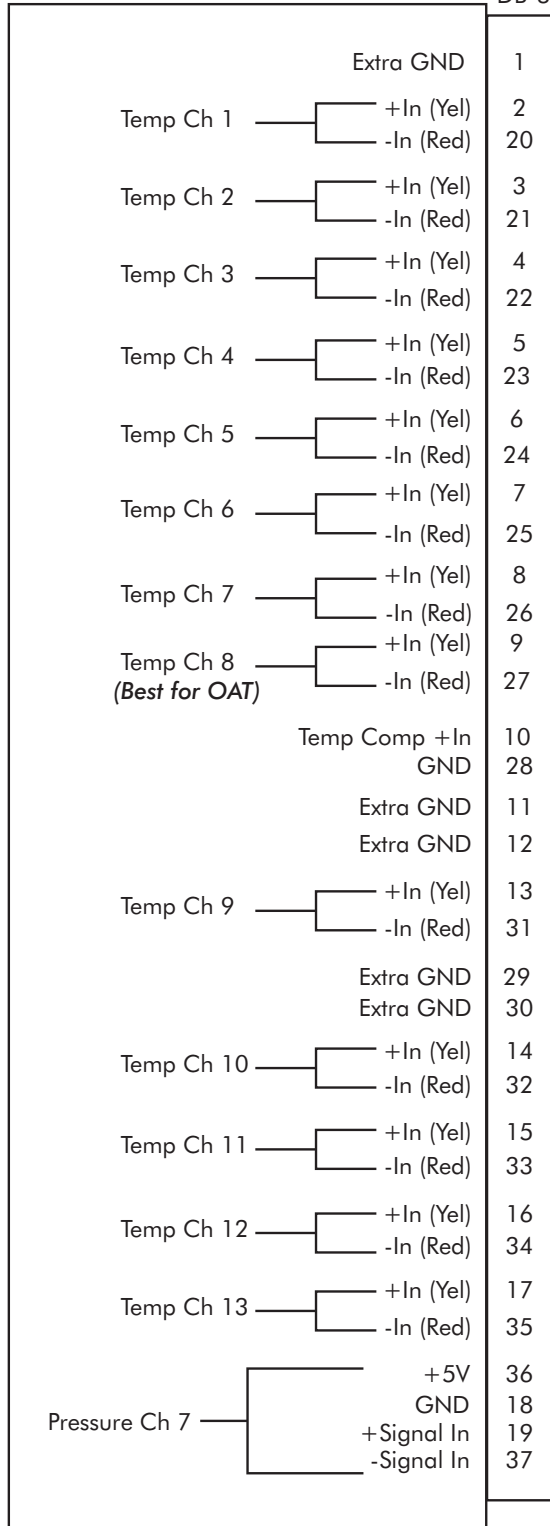 Extra GND 1
+In (Yel) 2
Temp Ch 1
-In (Red) 20
+In (Yel) 3
Temp Ch 2
-In (Red) 21
+In (Yel) 4
Temp Ch 3
-In (Red) 22
+In (Yel) 5
Temp Ch 4
-In (Red) 23
+In (Yel) 6
Temp Ch 5
-In (Red) 24
+In (Yel) 7
Temp Ch 6
-In (Red) 25
+In (Yel) 8
Temp Ch 7
-In (Red) 26
+In (Yel) 9
Temp Ch 8
-In (Red) 27
(Best for OAT)
Temp Comp +In 10
GND 28
Extra GND 11
Extra GND 12
+In (Yel) 13
Temp Ch 9
-In (Red) 31
Extra GND 29
Extra GND 30
+In (Yel) 14
Temp Ch 10
-In (Red) 32
+In (Yel) 15
Temp Ch 11
-In (Red) 33
+In (Yel) 16
Temp Ch 12
-In (Red) 34
+In (Yel) 17
Temp Ch 13
-In (Red) 35
+5V 36
GND 18
Pressure Ch 7
+Signal In 19
-Signal In 37